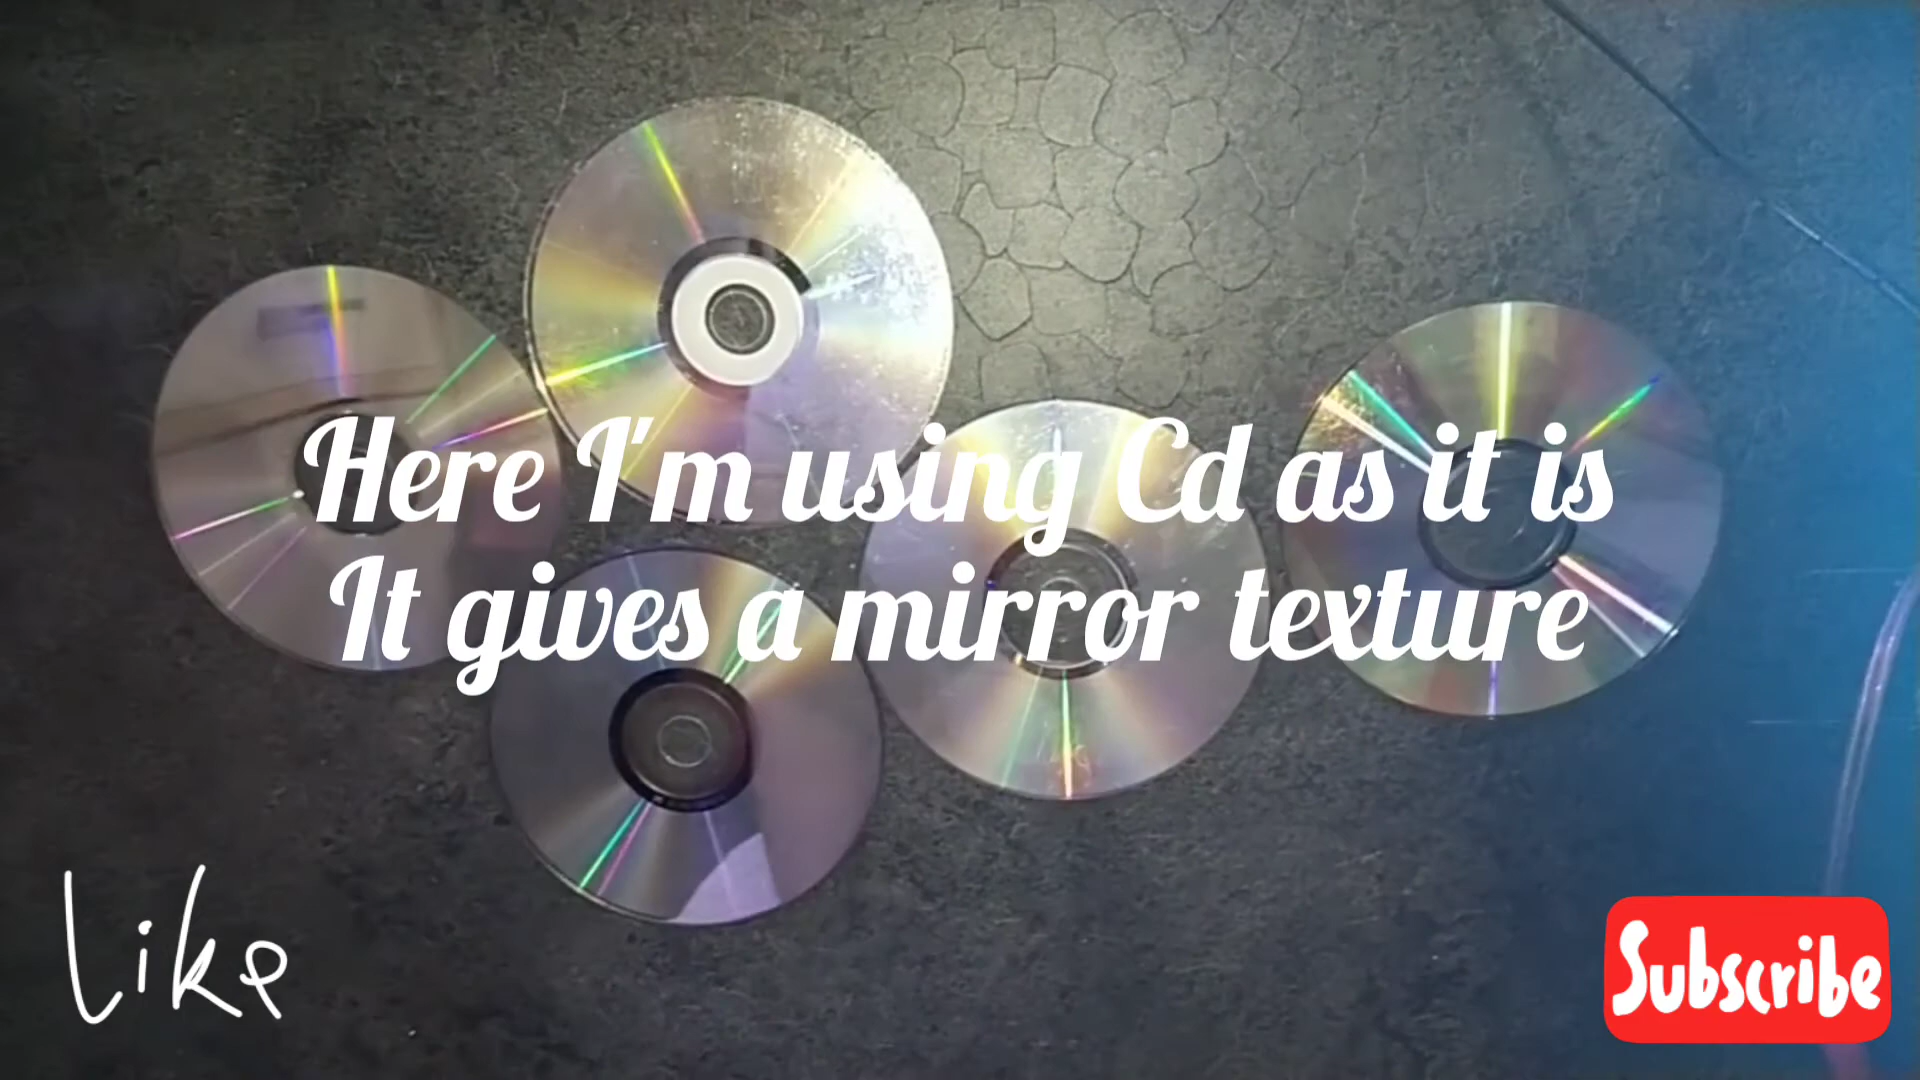 Here I'm using Cd as it is
It gives a mirror texture
Like
Subscribe